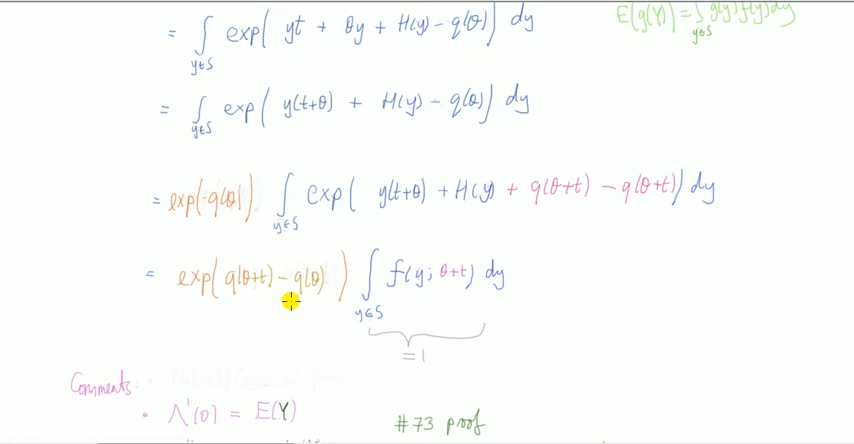 E(g(Y)) = ∫_{y∈S} g(y) f(y) dy
= ∫_{y∈S} exp( yt + θy + H(y) - q(θ) ) dy
= ∫_{y∈S} exp( y(t+θ) + H(y) - q(θ) ) dy
= exp(-q(θ)) ∫_{y∈S} exp( y(t+θ) + H(y) + q(θ+t) - q(θ+t) ) dy
= exp( q(θ+t) - q(θ) ) ∫_{y∈S} f(y; θ+t) dy
= 1
Comments:
• Λ'(0) = E(Y)
#73 proof